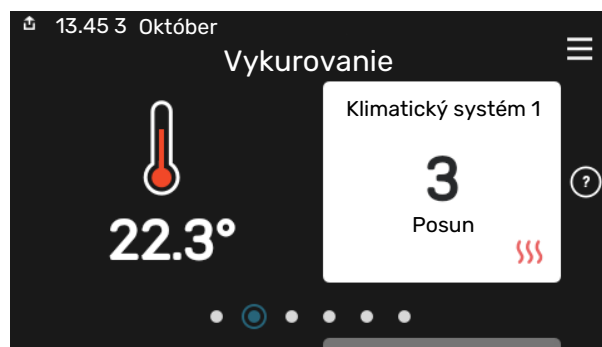 13.45 3 Október
Vykurovanie
Klimatický systém 1
3
Posun
22.3°
?